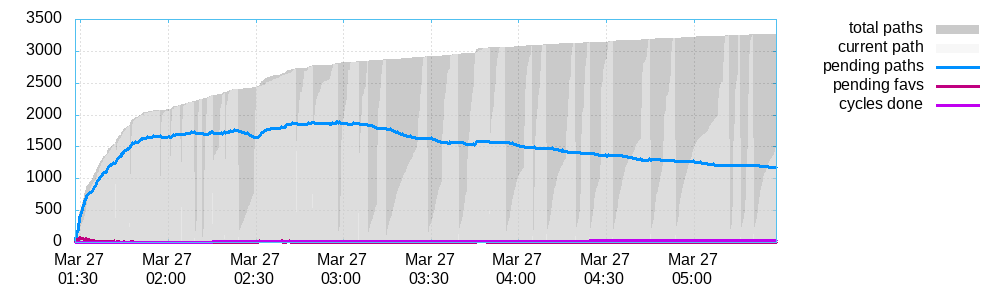 3500
3000
2500
2000
1500
1000
500
0
Mar 27 01:30
Mar 27 02:00
Mar 27 02:30
Mar 27 03:00
Mar 27 03:30
Mar 27 04:00
Mar 27 04:30
Mar 27 05:00
total paths
current path
pending paths
pending favs
cycles done